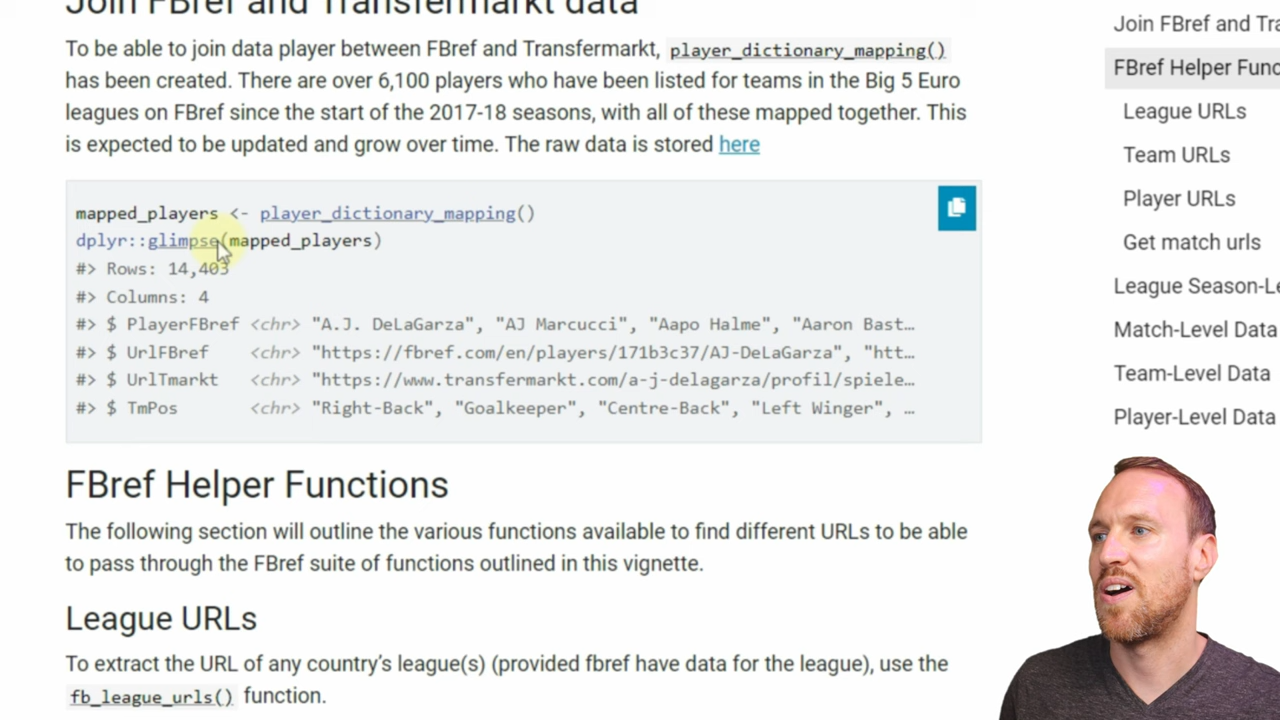 Join FBref and Transfermarkt data
To be able to join data player between FBref and Transfermarkt, player_dictionary_mapping()
has been created. There are over 6,100 players who have been listed for teams in the Big 5 Euro
leagues on FBref since the start of the 2017-18 seasons, with all of these mapped together. This
is expected to be updated and grow over time. The raw data is stored here
mapped_players <- player_dictionary_mapping()
dplyr::glimpse(mapped_players)
#> Rows: 14,403
#> Columns: 4
#> $ PlayerFBref <chr> "A.J. DeLaGarza", "AJ Marcucci", "Aapo Halme", "Aaron Bast…
#> $ UrlFBref <chr> "https://fbref.com/en/players/171b3c37/AJ-DeLaGarza", "htt…
#> $ UrlTmarkt <chr> "https://www.transfermarkt.com/a-j-delagarza/profil/spiele…
#> $ TmPos <chr> "Right-Back", "Goalkeeper", "Centre-Back", "Left Winger", …
FBref Helper Functions
The following section will outline the various functions available to find different URLs to be able
to pass through the FBref suite of functions outlined in this vignette.
League URLs
To extract the URL of any country's league(s) (provided fbref have data for the league), use the
fb_league_urls() function.
Join FBref and Tra
FBref Helper Func
League URLs
Team URLs
Player URLs
Get match urls
League Season-Le
Match-Level Data
Team-Level Data
Player-Level Data